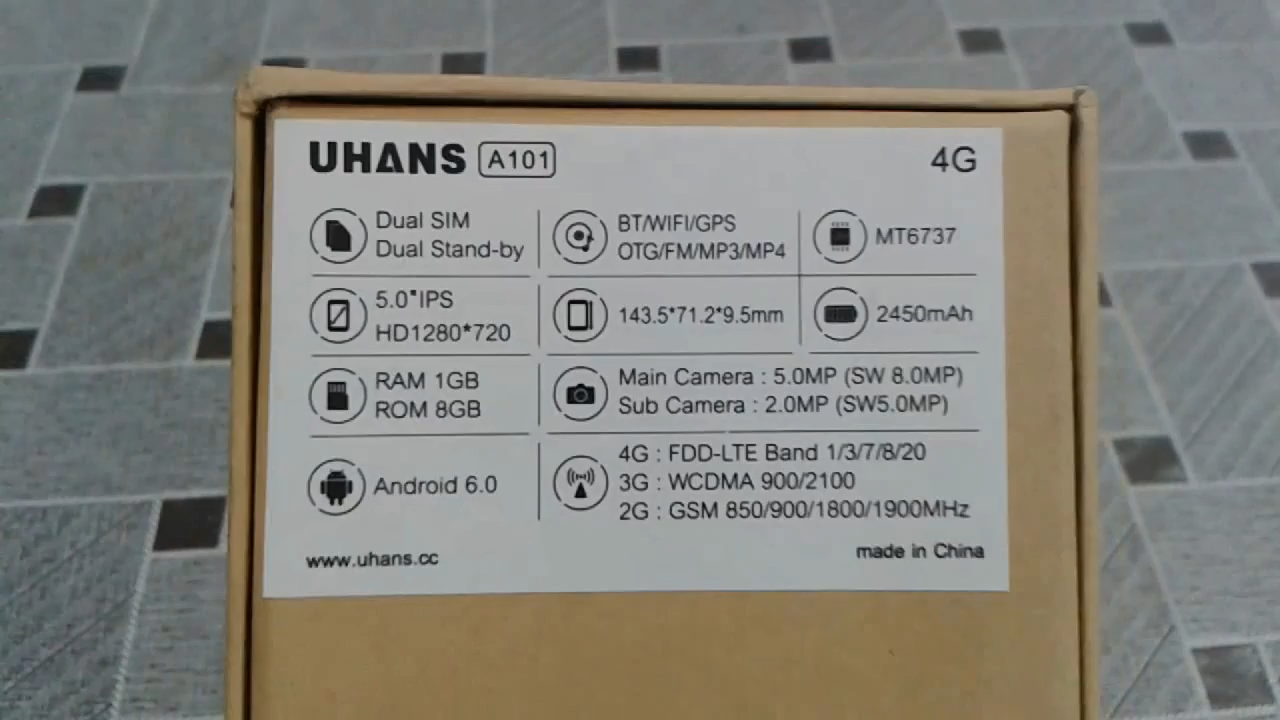 UHANS A101 4G
Dual SIM
Dual Stand-by
BT/WIFI/GPS
OTG/FM/MP3/MP4
MT6737
5.0"IPS
HD1280*720
143.5*71.2*9.5mm
2450mAh
RAM 1GB
ROM 8GB
Main Camera : 5.0MP (SW 8.0MP)
Sub Camera : 2.0MP (SW5.0MP)
Android 6.0
4G : FDD-LTE Band 1/3/7/8/20
3G : WCDMA 900/2100
2G : GSM 850/900/1800/1900MHz
www.uhans.cc
made in China